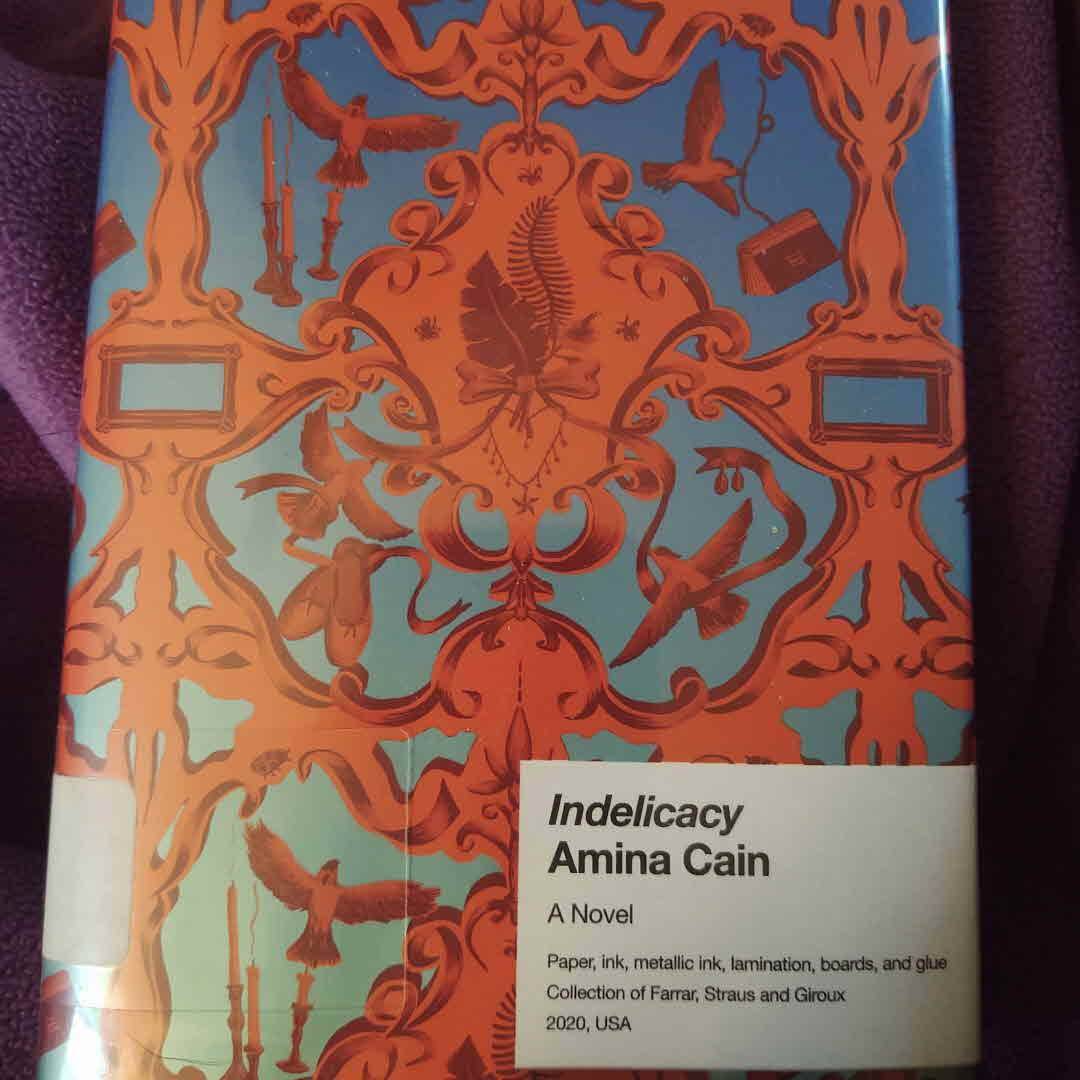 Indelicacy
Amina Cain
A Novel
Paper, ink, metallic ink, lamination, boards, and glue
Collection of Farrar, Straus and Giroux
2020, USA